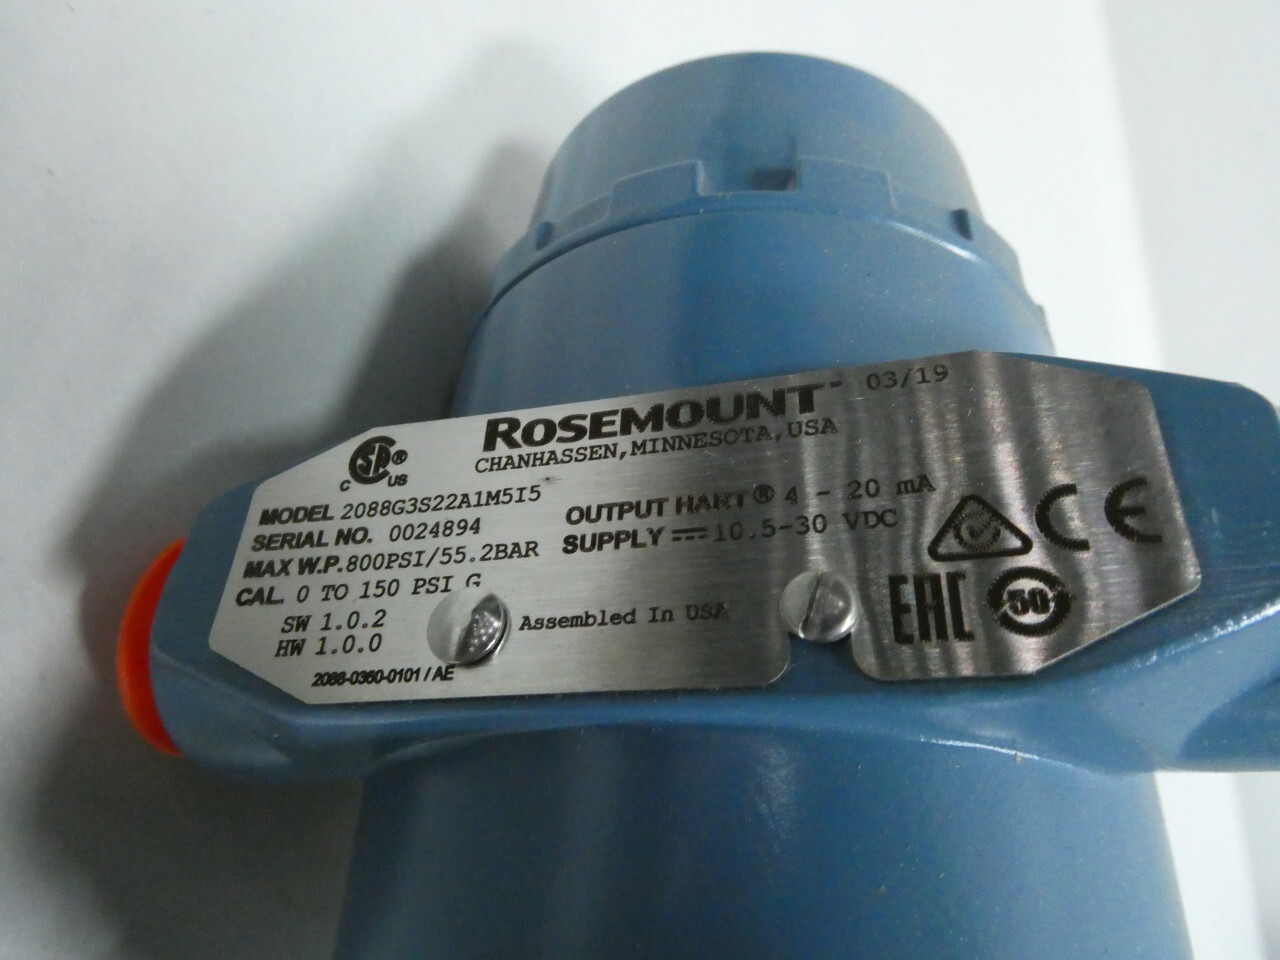 ROSEMOUNT 03/19
CHANHASSEN, MINNESOTA, USA
C SA ® US
MODEL 2088G3S22A1M5I5
SERIAL NO. 0024894
MAX W.P. 800PSI/55.2BAR
CAL. 0 TO 150 PSI G
SW 1.0.2
HW 1.0.0
2088-0360-0101 / AE
OUTPUT HART® 4 - 20 mA
SUPPLY 10.5-30 VDC
Assembled In USA
CE
EAC
50